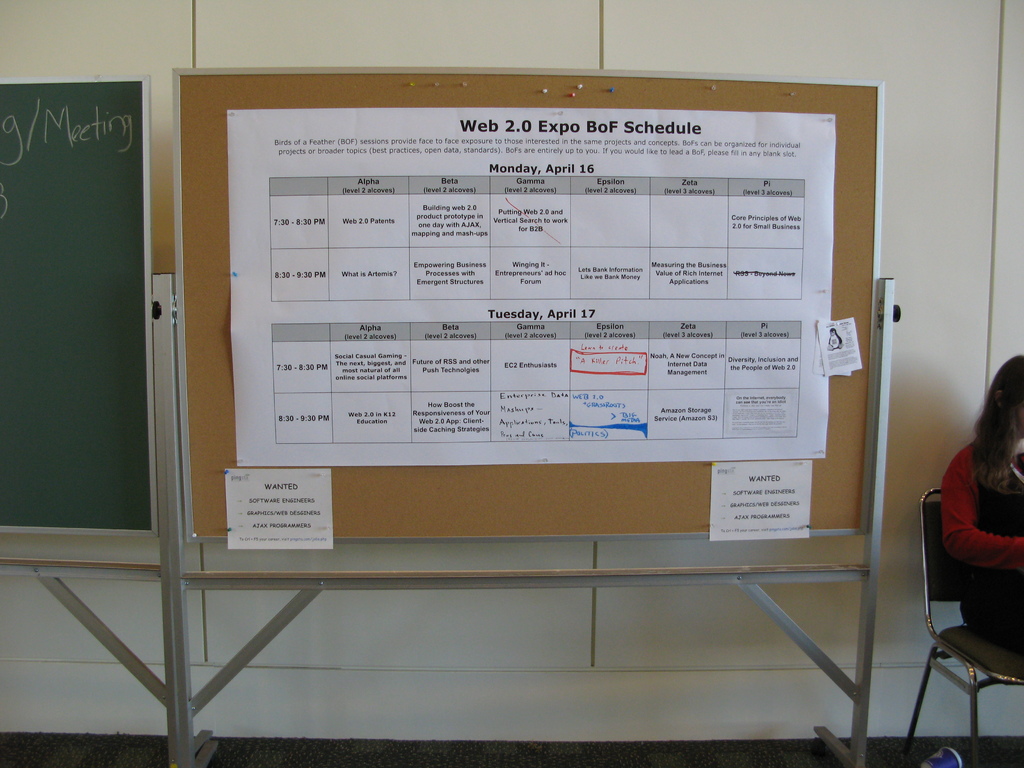 g/Meeting
Web 2.0 Expo BoF Schedule
Birds of a Feather (BOF) sessions provide face to face exposure to those interested in the same projects and concepts. BoFs can be organized for individual
projects or broader topics (best practices, open data, standards). BoFs are entirely up to you. If you would like to lead a BoF, please fill in any blank slot.
Monday, April 16
Alpha Beta Gamma Epsilon Zeta Pi
(level 2 alcoves) (level 2 alcoves) (level 2 alcoves) (level 2 alcoves) (level 3 alcoves) (level 3 alcoves)
7:30 - 8:30 PM
Web 2.0 Patents
Building web 2.0
product prototype in
one day with AJAX,
mapping and mash-ups
Putting Web 2.0 and
Vertical Search to work
for B2B
Core Principles of Web
2.0 for Small Business
8:30 - 9:30 PM
What is Artemis?
Empowering Business
Processes with
Emergent Structures
Winging It -
Entrepreneurs' ad hoc
Forum
Lets Bank Information
Like we Bank Money
Measuring the Business
Value of Rich Internet
Applications
RSS - Beyond News
Tuesday, April 17
Alpha Beta Gamma Epsilon Zeta Pi
(level 2 alcoves) (level 2 alcoves) (level 2 alcoves) (level 2 alcoves) (level 3 alcoves) (level 3 alcoves)
7:30 - 8:30 PM
Social Casual Gaming -
The next, biggest, and
most natural of all
online social platforms
Future of RSS and other
Push Technolgies
EC2 Enthusiasts
Learn to create
"A Killer Pitch"
Noah, A New Concept in
Internet Data
Management
Diversity, Inclusion and
the People of Web 2.0
8:30 - 9:30 PM
Web 2.0 in K12
Education
How Boost the
Responsiveness of Your
Web 2.0 App: Client-
side Caching Strategies
Enterprise Data
Mashups -
Applications, Tools,
Pros and Cons
WEB 2.0
+GRASSROOTS
>
(POLITICS)
Amazon Storage
Service (Amazon S3)
On the internet, everybody
can see that you're an idiot
WANTED
- SOFTWARE ENGINEERS
- GRAPHICS/WEB DESIGNERS
- AJAX PROGRAMMERS
WANTED
- SOFTWARE ENGINEERS
- GRAPHICS/WEB DESIGNERS
- AJAX PROGRAMMERS